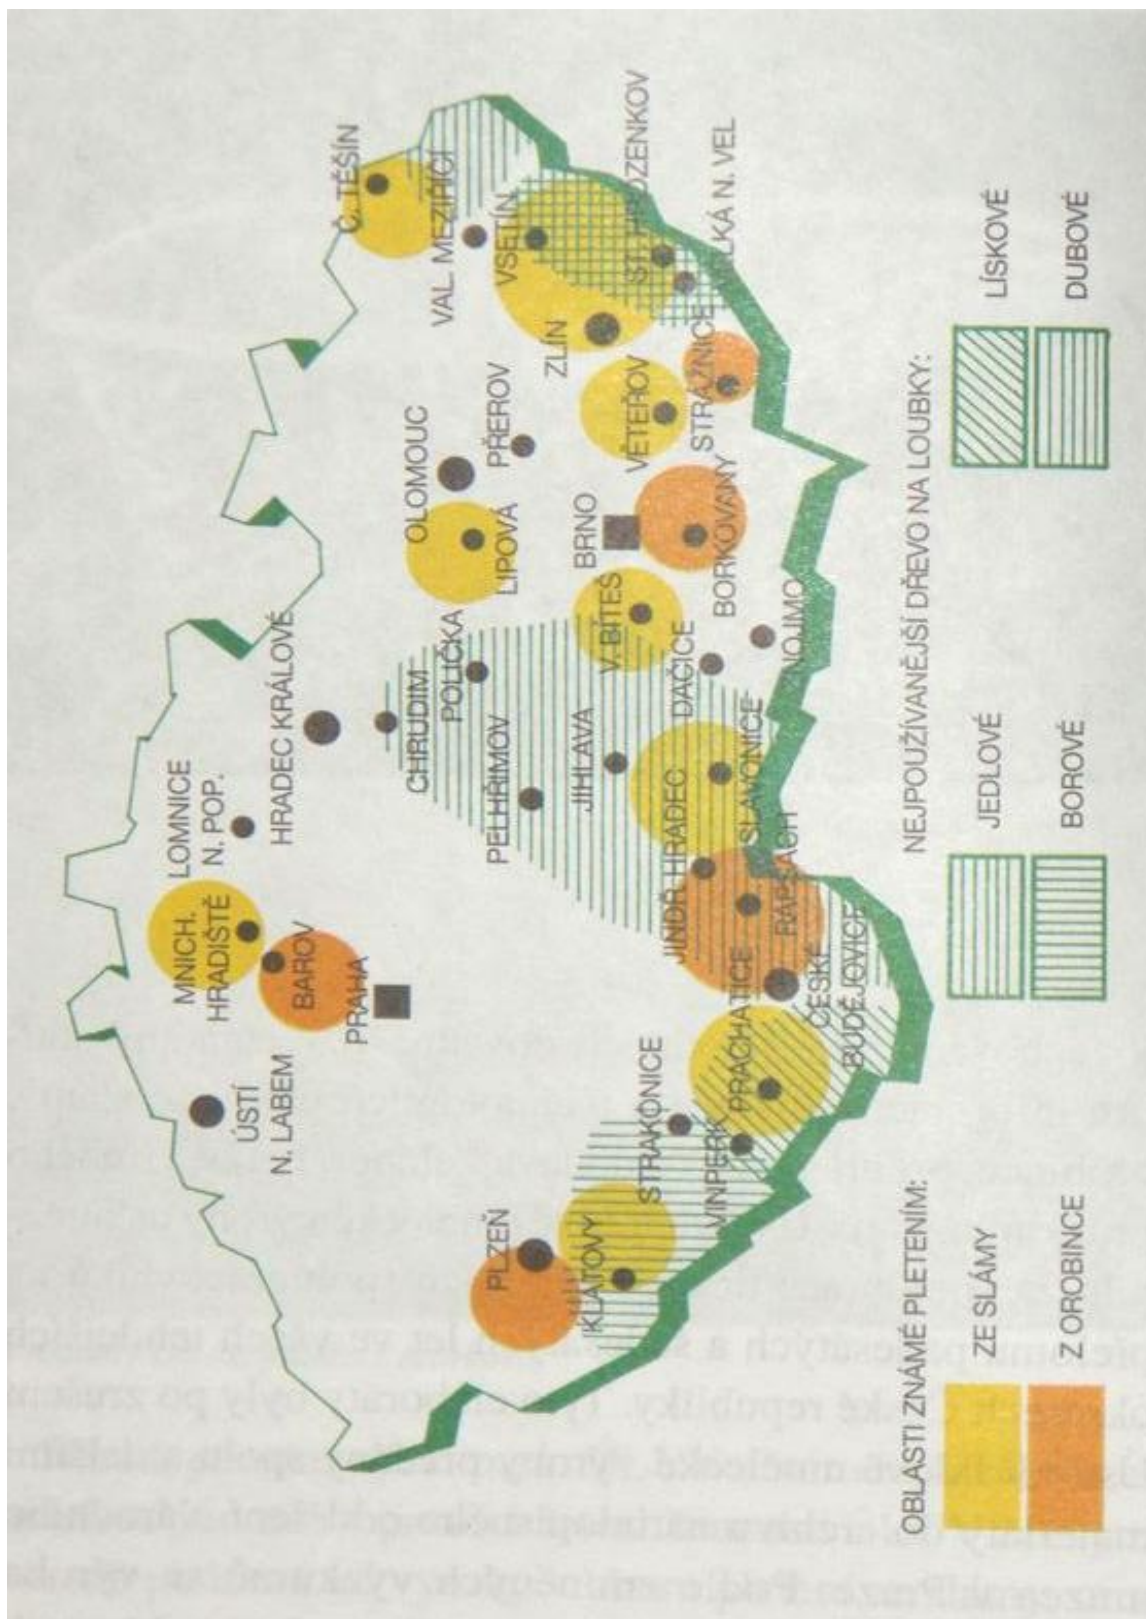 ÚSTÍ
N. LABEM
MNICH.
HRADIŠTĚ
LOMNICE
N. POP.
BAROV
PRAHA
HRADEC KRÁLOVÉ
CHRUDIM
POLIČKA
PELHŘIMOV
JIHLAVA
PLZEŇ
KLATOVY
STRAKONICE
VINPERK
PRACHATICE
ČESKÉ
BUDĚJOVICE
JINDŘ. HRADEC
RAPŠACH
SLAVONICE
DAČICE
ZNOJMO
V. BÍTEŠ
BRNO
BORKOVANY
OLOMOUC
LIPOVÁ
PŘEROV
VĚTEŘOV
STRÁŽNICE
ZLÍN
Č. TĚŠÍN
VAL. MEZIŘÍČÍ
VSETÍN
ST. HROZENKOV
VELKÁ N. VEL
OBLASTI ZNÁMÉ PLETENÍM:
ZE SLÁMY
Z OROBINCE
NEJPOUŽÍVANĚJŠÍ DŘEVO NA LOUBKY:
JEDLOVÉ
BOROVÉ
LÍSKOVÉ
DUBOVÉ